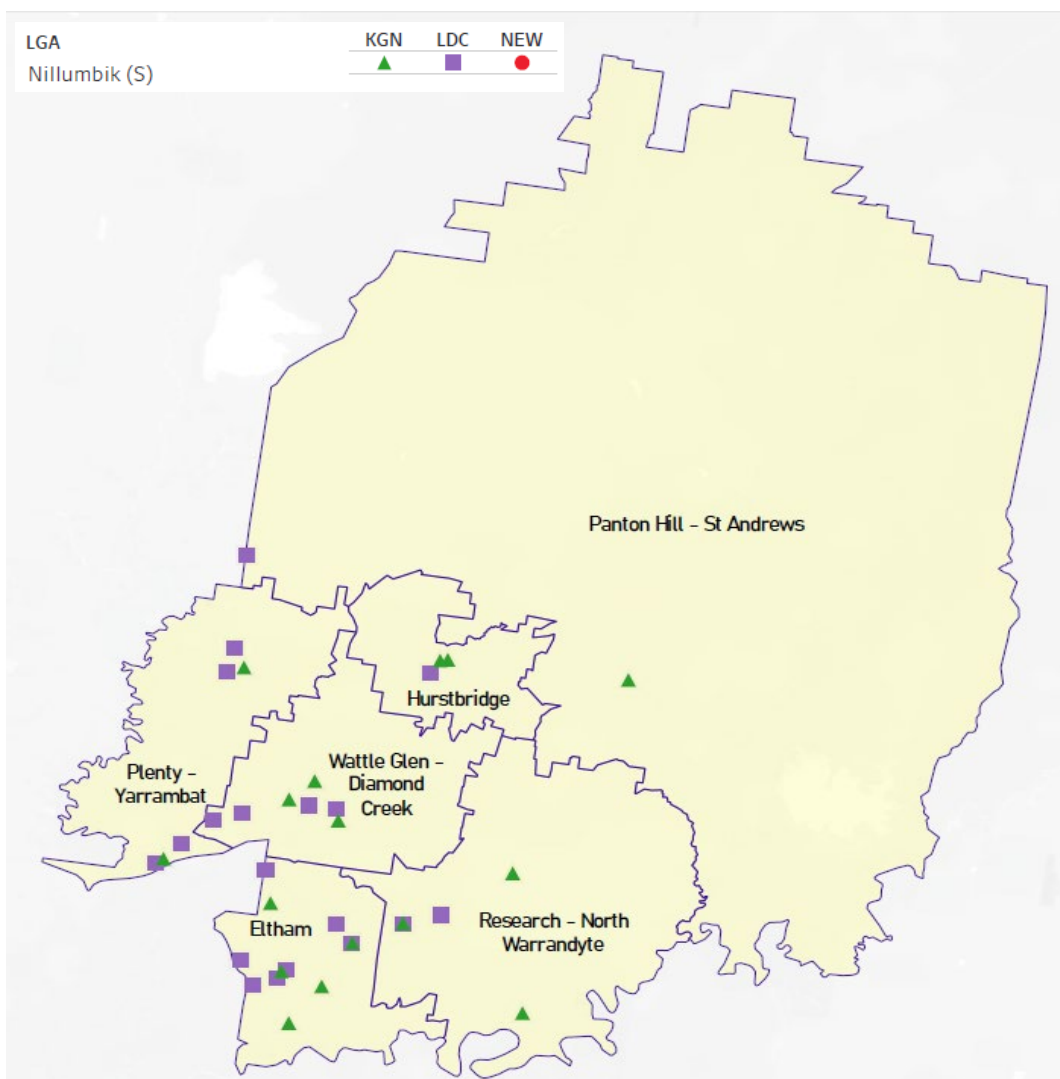 LGA
Nillumbik (S)
KGN LDC NEW
Panton Hill - St Andrews
Hurstbridge
Wattle Glen -
Diamond
Creek
Plenty -
Yarrambat
Eltham
Research - North
Warrandyte